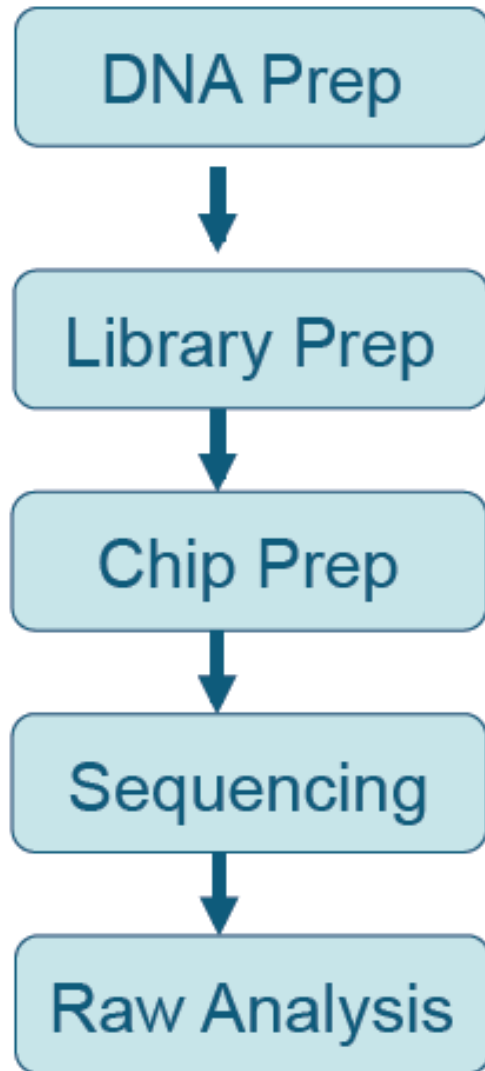 DNA Prep
Library Prep
Chip Prep
Sequencing
Raw Analysis